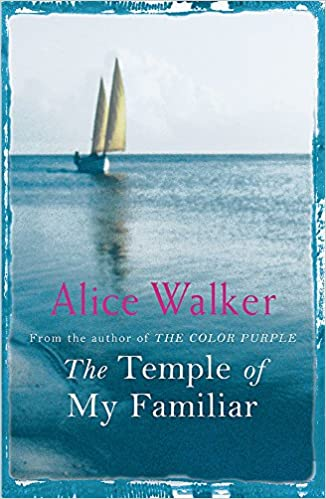 Alice Walker
From the author of THE COLOR PURPLE
The Temple of
My Familiar